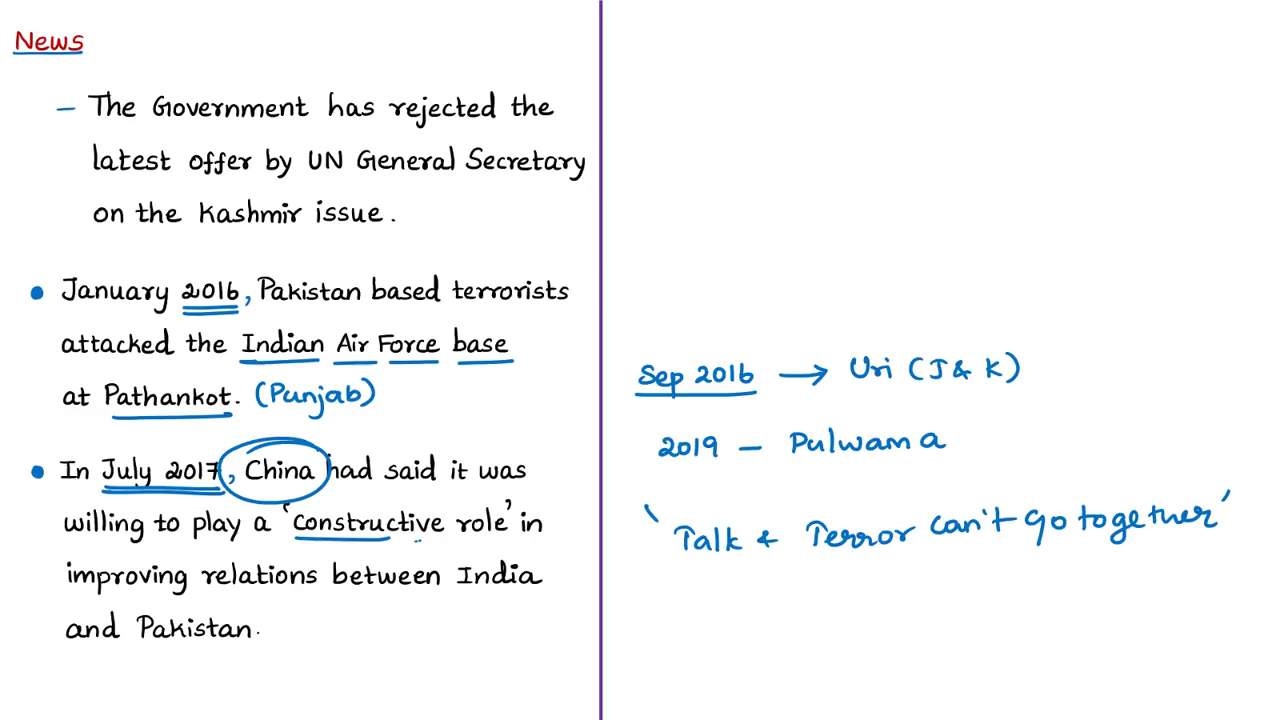 News
– The Government has rejected the
latest offer by UN General Secretary
on the Kashmir issue.
• January 2016, Pakistan based terrorists
attacked the Indian Air Force base
at Pathankot. (Punjab)
• In July 2017, China had said it was
willing to play a 'constructive role' in
improving relations between India
and Pakistan.
Sep 2016 → Uri (J & K)
2019 – Pulwama
'Talk & Terror can't go together'